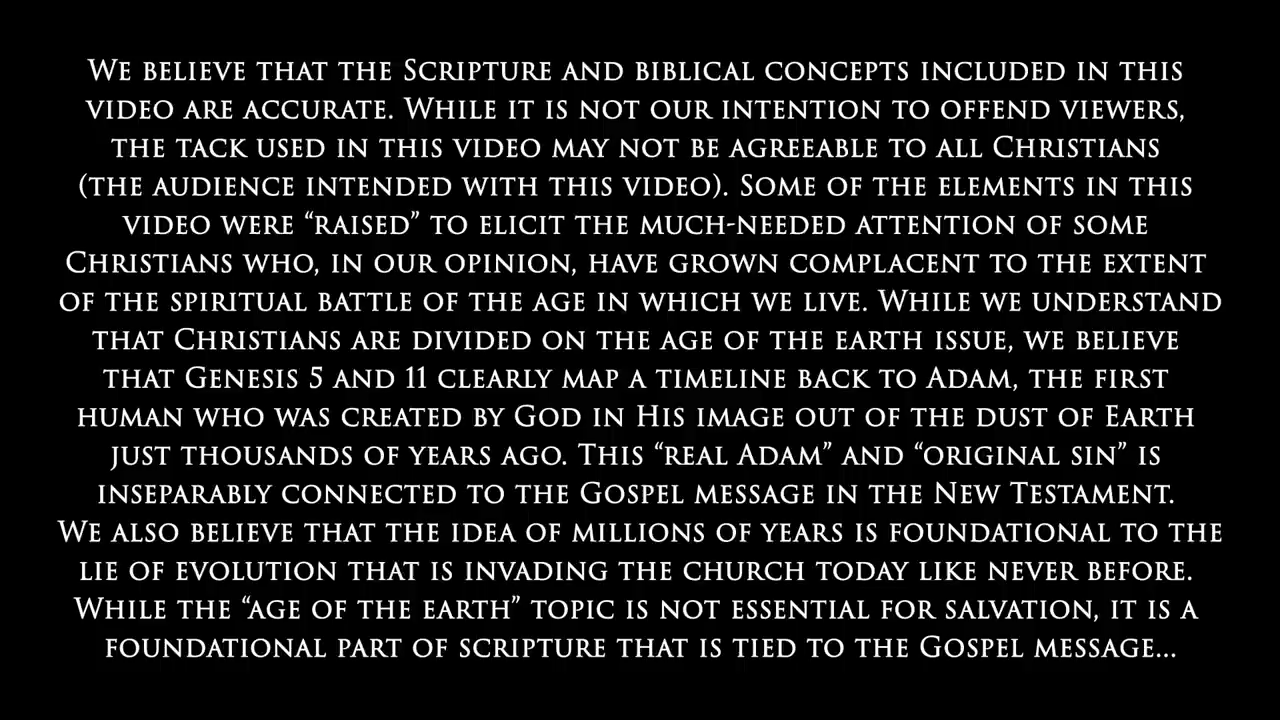 We believe that the Scripture and biblical concepts included in this
video are accurate. While it is not our intention to offend viewers,
the tack used in this video may not be agreeable to all Christians
(the audience intended with this video). Some of the elements in this
video were “raised” to elicit the much-needed attention of some
Christians who, in our opinion, have grown complacent to the extent
of the spiritual battle of the age in which we live. While we understand
that Christians are divided on the age of the earth issue, we believe
that Genesis 5 and 11 clearly map a timeline back to Adam, the first
human who was created by God in His image out of the dust of Earth
just thousands of years ago. This “real Adam” and “original sin” is
inseparably connected to the Gospel message in the New Testament.
We also believe that the idea of millions of years is foundational to the
lie of evolution that is invading the church today like never before.
While the “age of the earth” topic is not essential for salvation, it is a
foundational part of scripture that is tied to the Gospel message...